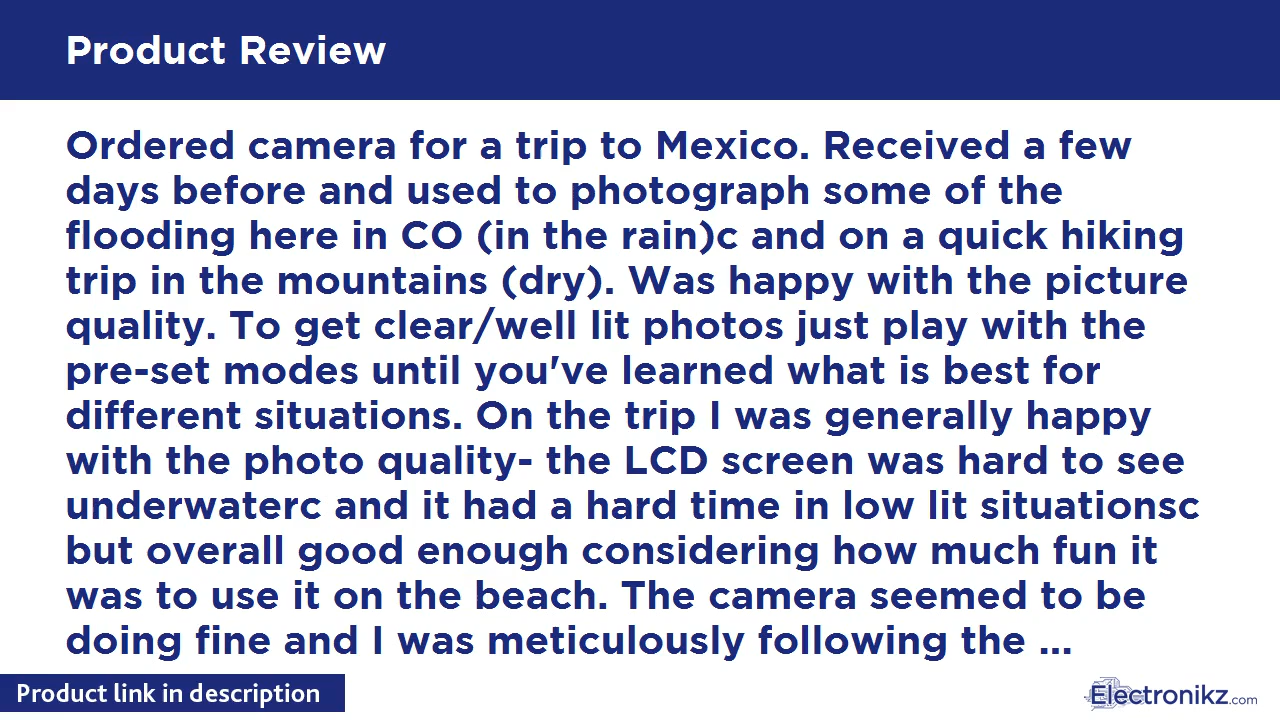 Product Review
Ordered camera for a trip to Mexico. Received a few
days before and used to photograph some of the
flooding here in CO (in the rain)c and on a quick hiking
trip in the mountains (dry). Was happy with the picture
quality. To get clear/well lit photos just play with the
pre-set modes until you've learned what is best for
different situations. On the trip I was generally happy
with the photo quality- the LCD screen was hard to see
underwaterc and it had a hard time in low lit situationsc
but overall good enough considering how much fun it
was to use it on the beach. The camera seemed to be
doing fine and I was meticulously following the ...
Product link in description
Electronikz.com